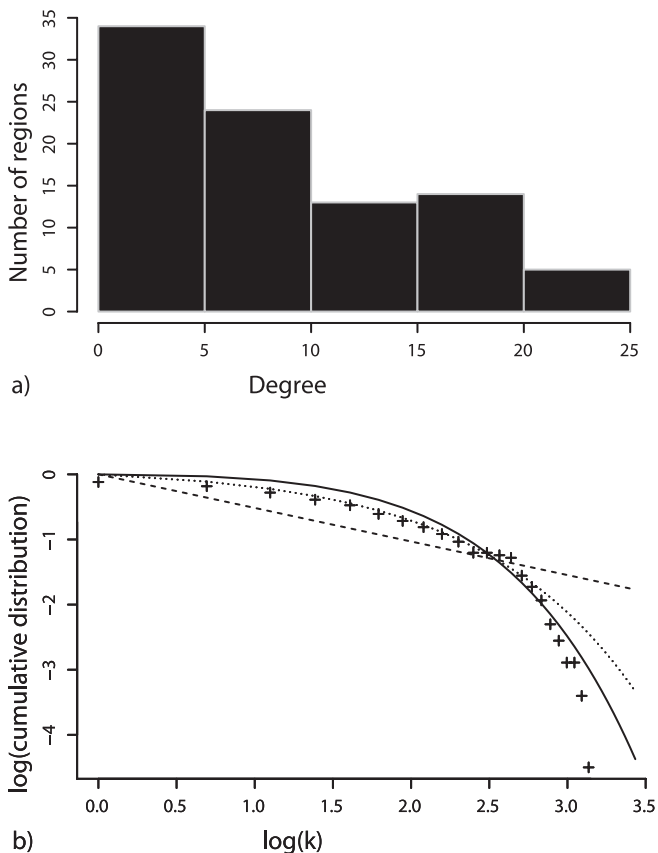 35
30
25
20
15
10
5
0
Number of regions
0 5 10 15 20 25
a) Degree
0
−1
−2
−3
−4
log(cumulative distribution)
0.0 0.5 1.0 1.5 2.0 2.5 3.0 3.5
b) log(k)